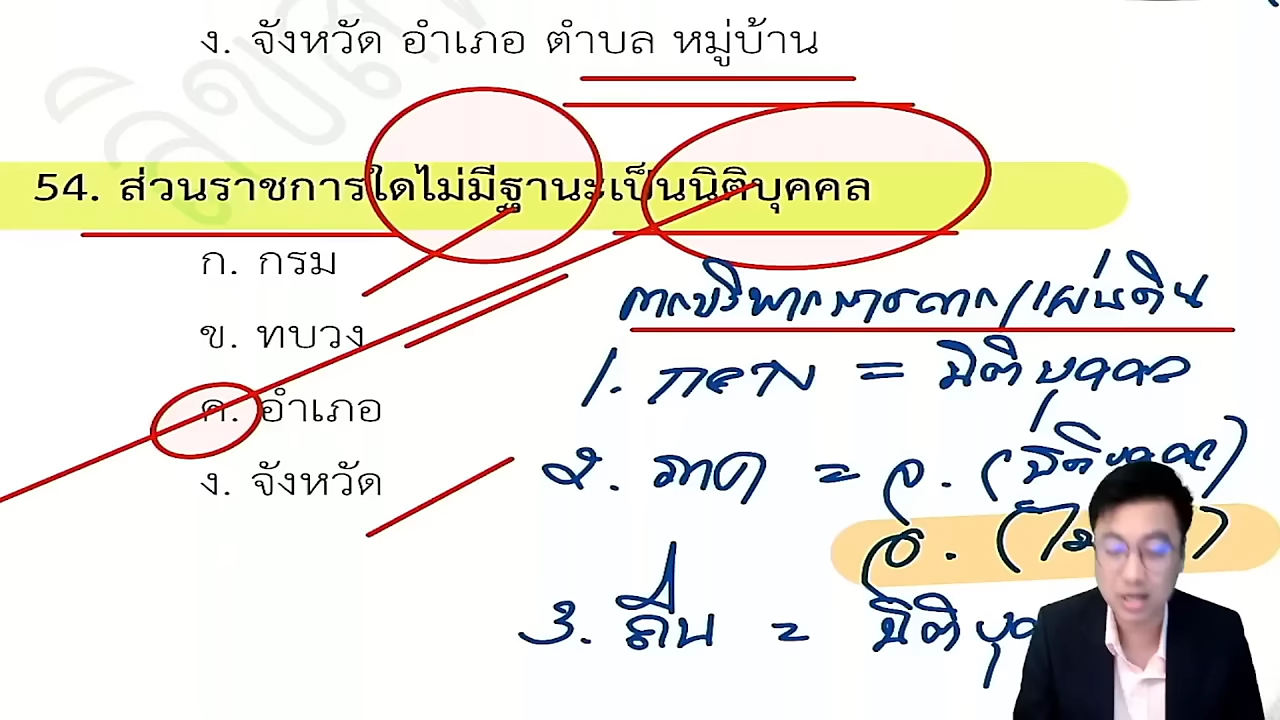 ง. จังหวัด อำเภอ ตำบล หมู่บ้าน
54. ส่วนราชการใดไม่มีฐานะเป็นนิติบุคคล
ก. กรม
ข. ทบวง
ค. อำเภอ
ง. จังหวัด
การบริหารราชการแผ่นดิน
1. กลาง = นิติบุคคล
2. ภาค = จ. (นิติบุคคล)
อ. (ไม่
3. ถิ่น = นิติบุ